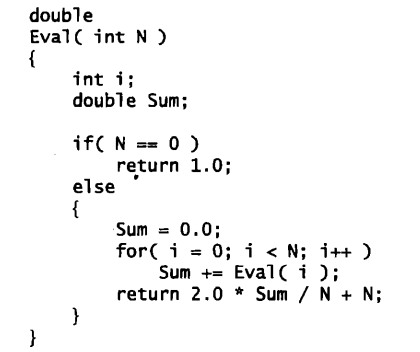 double
Eval( int N )
{
    int i;
    double Sum;

    if( N == 0 )
        return 1.0;
    else
    {
        Sum = 0.0;
        for( i = 0; i < N; i++ )
            Sum += Eval( i );
        return 2.0 * Sum / N + N;
    }
}